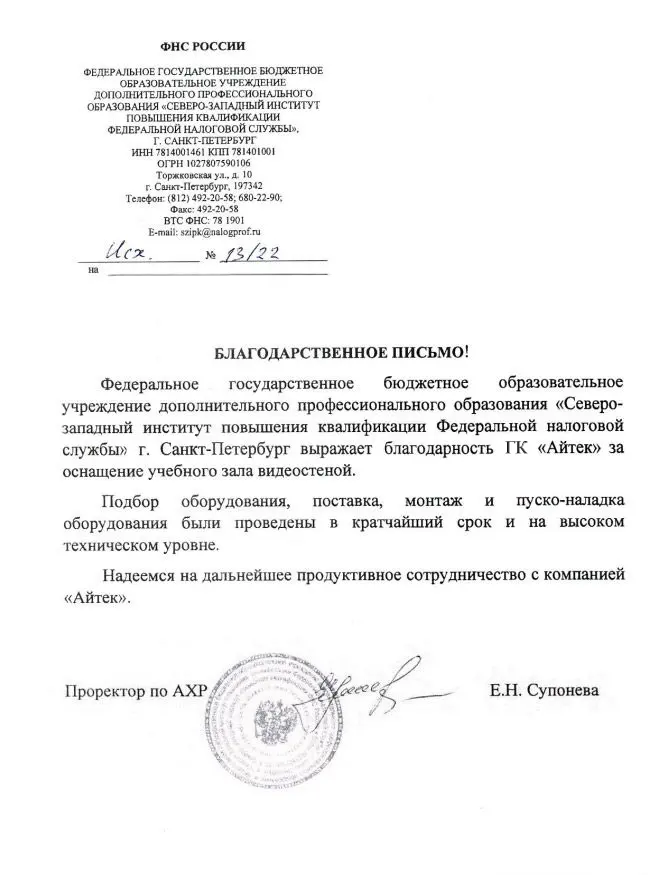 ФНС РОССИИ
ФЕДЕРАЛЬНОЕ ГОСУДАРСТВЕННОЕ БЮДЖЕТНОЕ
ОБРАЗОВАТЕЛЬНОЕ УЧРЕЖДЕНИЕ
ДОПОЛНИТЕЛЬНОГО ПРОФЕССИОНАЛЬНОГО
ОБРАЗОВАНИЯ «СЕВЕРО-ЗАПАДНЫЙ ИНСТИТУТ
ПОВЫШЕНИЯ КВАЛИФИКАЦИИ
ФЕДЕРАЛЬНОЙ НАЛОГОВОЙ СЛУЖБЫ»,
Г. САНКТ-ПЕТЕРБУРГ
ИНН 7814001461 КПП 781401001
ОГРН 1027807590106
Торжковская ул., д. 10
г. Санкт-Петербург, 197342
Телефон: (812) 492-20-58; 680-22-90;
Факс: 492-20-58
ВТС ФНС: 78 1901
E-mail: szipk@nalogprof.ru
Исх. № 13/22
на
БЛАГОДАРСТВЕННОЕ ПИСЬМО!
Федеральное государственное бюджетное образовательное
учреждение дополнительного профессионального образования «Северо-
западный институт повышения квалификации Федеральной налоговой
службы» г. Санкт-Петербург выражает благодарность ГК «Айтек» за
оснащение учебного зала видеостеной.
Подбор оборудования, поставка, монтаж и пуско-наладка
оборудования были проведены в кратчайший срок и на высоком
техническом уровне.
Надеемся на дальнейшее продуктивное сотрудничество с компанией
«Айтек».
Проректор по АХР Е.Н. Супонева